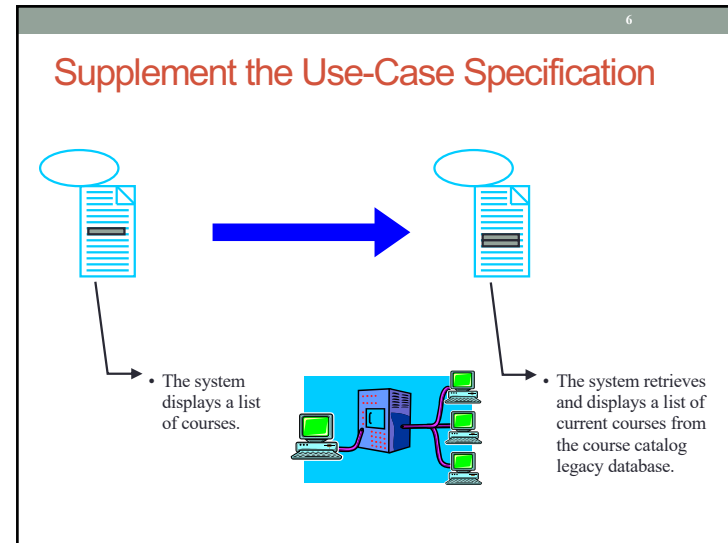 6
Supplement the Use-Case Specification
• The system
displays a list
of courses.
• The system retrieves
and displays a list of
current courses from
the course catalog
legacy database.